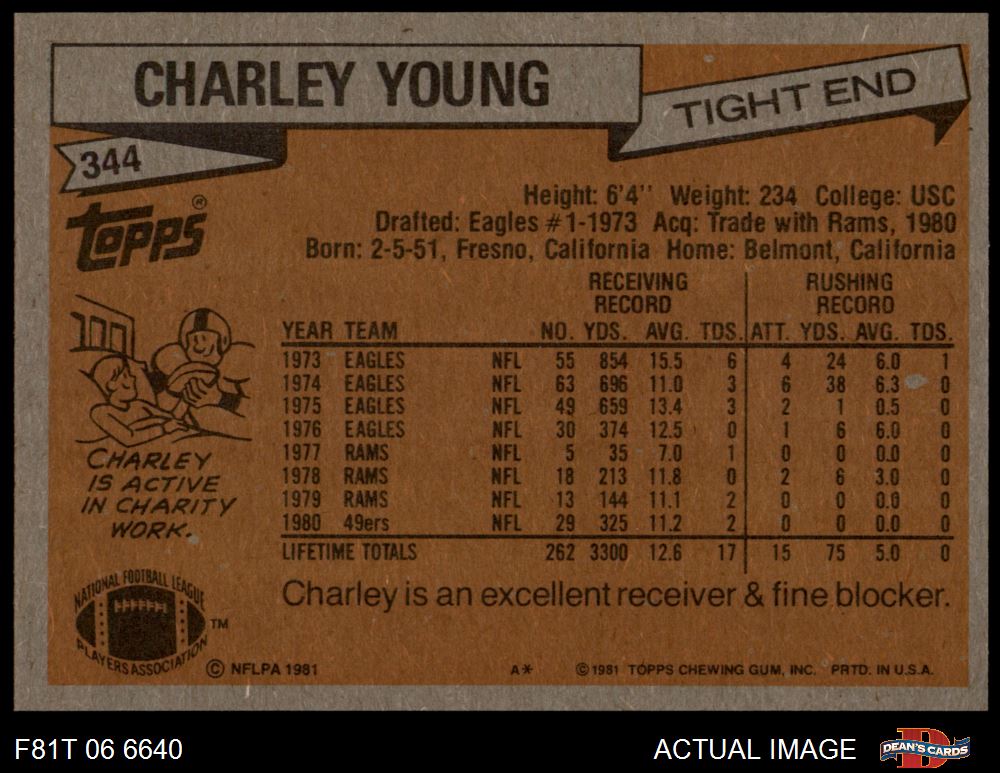 CHARLEY YOUNG
TIGHT END
344
TOPPS®
Height: 6'4'' Weight: 234 College: USC
Drafted: Eagles #1-1973 Acq: Trade with Rams, 1980
Born: 2-5-51, Fresno, California Home: Belmont, California
RECEIVING RECORD RUSHING RECORD
YEAR TEAM NO. YDS. AVG. TDS. ATT. YDS. AVG. TDS.
1973 EAGLES NFL 55 854 15.5 6 4 24 6.0 1
1974 EAGLES NFL 63 696 11.0 3 6 38 6.3 0
1975 EAGLES NFL 49 659 13.4 3 2 1 0.5 0
1976 EAGLES NFL 30 374 12.5 0 1 6 6.0 0
1977 RAMS NFL 5 35 7.0 1 0 0 0.0 0
1978 RAMS NFL 18 213 11.8 0 2 6 3.0 0
1979 RAMS NFL 13 144 11.1 2 0 0 0.0 0
1980 49ers NFL 29 325 11.2 2 0 0 0.0 0
LIFETIME TOTALS 262 3300 12.6 17 15 75 5.0 0
CHARLEY
IS ACTIVE
IN CHARITY
WORK.
Charley is an excellent receiver & fine blocker.
NATIONAL FOOTBALL LEAGUE
PLAYERS ASSOCIATION
TM
© NFLPA 1981
A*
© 1981 TOPPS CHEWING GUM, INC. PRTD. IN U.S.A.
F81T 06 6640
ACTUAL IMAGE
DEAN'S CARDS